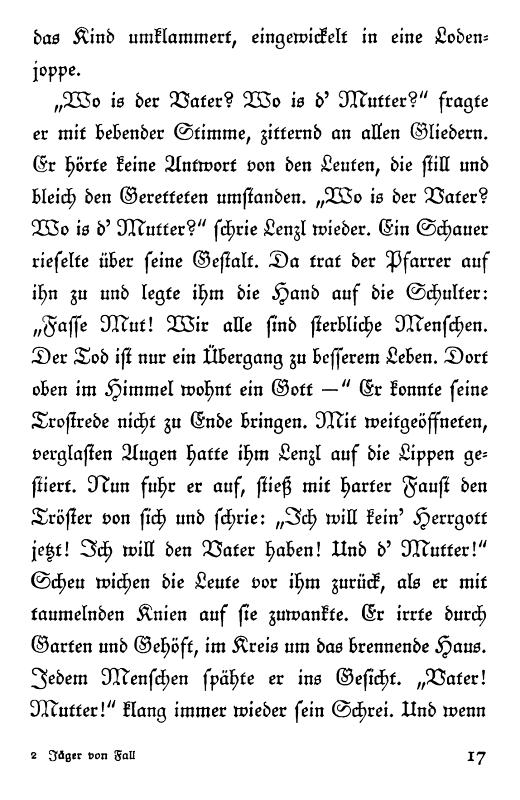 das Kind umklammert, eingewickelt in eine Loden-
joppe.
„Wo is der Vater? Wo is d' Mutter?“ fragte
er mit bebender Stimme, zitternd an allen Gliedern.
Er hörte keine Antwort von den Leuten, die still und
bleich den Geretteten umstanden. „Wo is der Vater?
Wo is d' Mutter?“ schrie Lenzl wieder. Ein Schauer
rieselte über seine Gestalt. Da trat der Pfarrer auf
ihn zu und legte ihm die Hand auf die Schulter:
„Fasse Mut! Wir alle sind sterbliche Menschen.
Der Tod ist nur ein Übergang zu besserem Leben. Dort
oben im Himmel wohnt ein Gott —“ Er konnte seine
Trostrede nicht zu Ende bringen. Mit weitgeöffneten,
verglasten Augen hatte ihm Lenzl auf die Lippen ge-
stiert. Nun fuhr er auf, stieß mit harter Faust den
Tröster von sich und schrie: „Ich will kein' Herrgott
jetzt! Ich will den Vater haben! Und d' Mutter!“
Scheu wichen die Leute vor ihm zurück, als er mit
taumelnden Knien auf sie zuwankte. Er irrte durch
Garten und Gehöft, im Kreis um das brennende Haus.
Jedem Menschen spähte er ins Gesicht. „Vater!
Mutter!“ klang immer wieder sein Schrei. Und wenn
2 Jäger von Fall 17